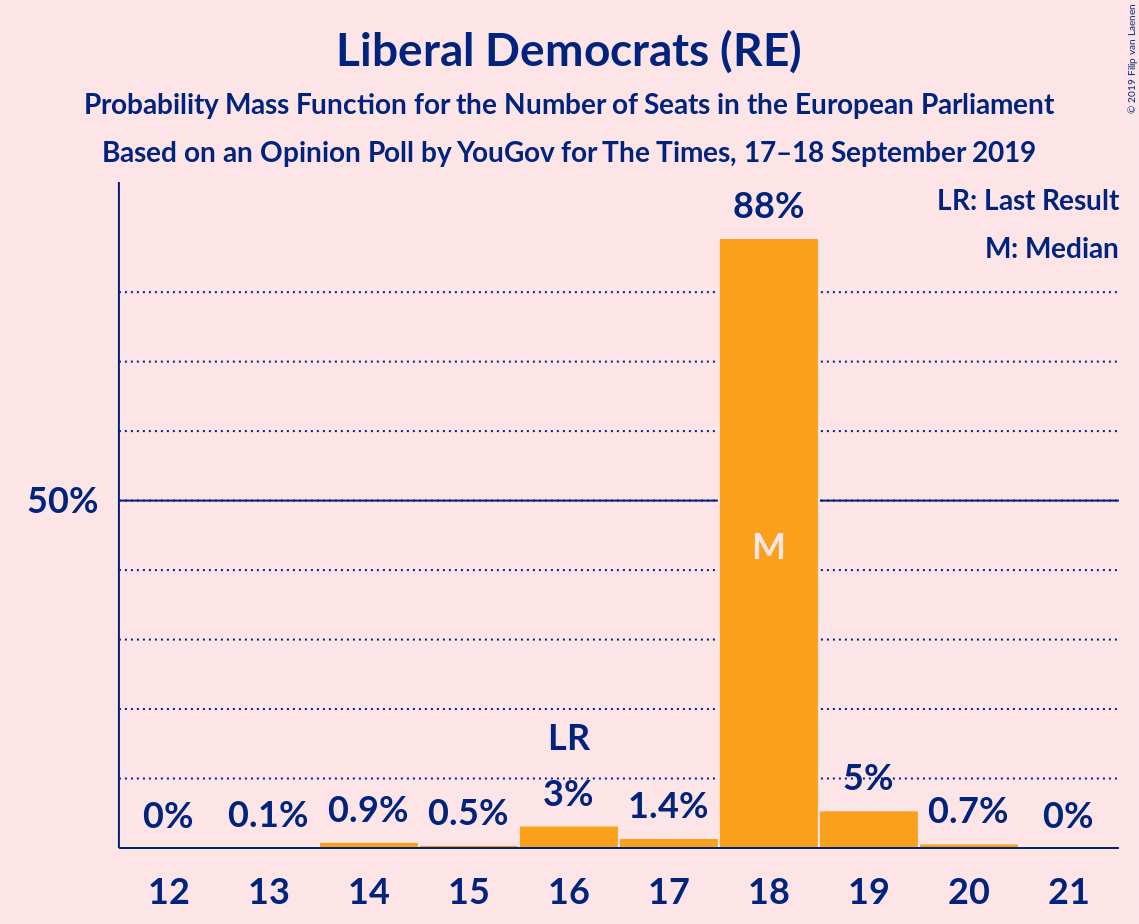 Liberal Democrats (RE)
Probability Mass Function for the Number of Seats in the European Parliament
Based on an Opinion Poll by YouGov for The Times, 17–18 September 2019
© 2019 Filip van Laenen
LR: Last Result
M: Median
88%
50%
M
LR
0%
0.1%
0.9%
0.5%
3%
1.4%
5%
0.7%
0%
12 13 14 15 16 17 18 19 20 21